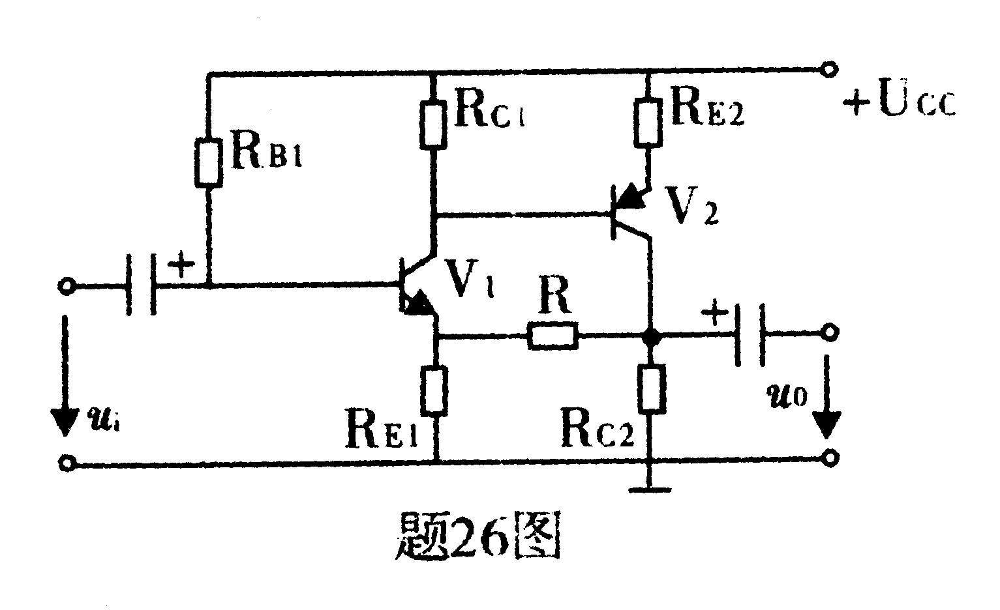 +UCC
RC1
RE2
RB1
V2
+
V1
R
+
ui
RE1
RC2
u0
题26图